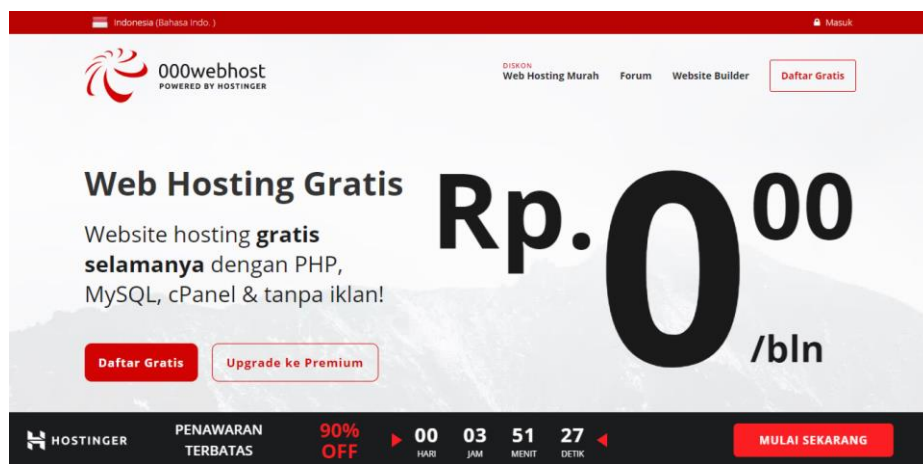 Indonesia (Bahasa Indo. )
Masuk
000webhost
POWERED BY HOSTINGER
DISKON
Web Hosting Murah
Forum
Website Builder
Daftar Gratis
Web Hosting Gratis
Website hosting gratis
selamanya dengan PHP,
MySQL, cPanel & tanpa iklan!
Rp.000
/bln
Daftar Gratis
Upgrade ke Premium
HOSTINGER
PENAWARAN
TERBATAS
90%
OFF
00 03 51 27
HARI JAM MENIT DETIK
MULAI SEKARANG